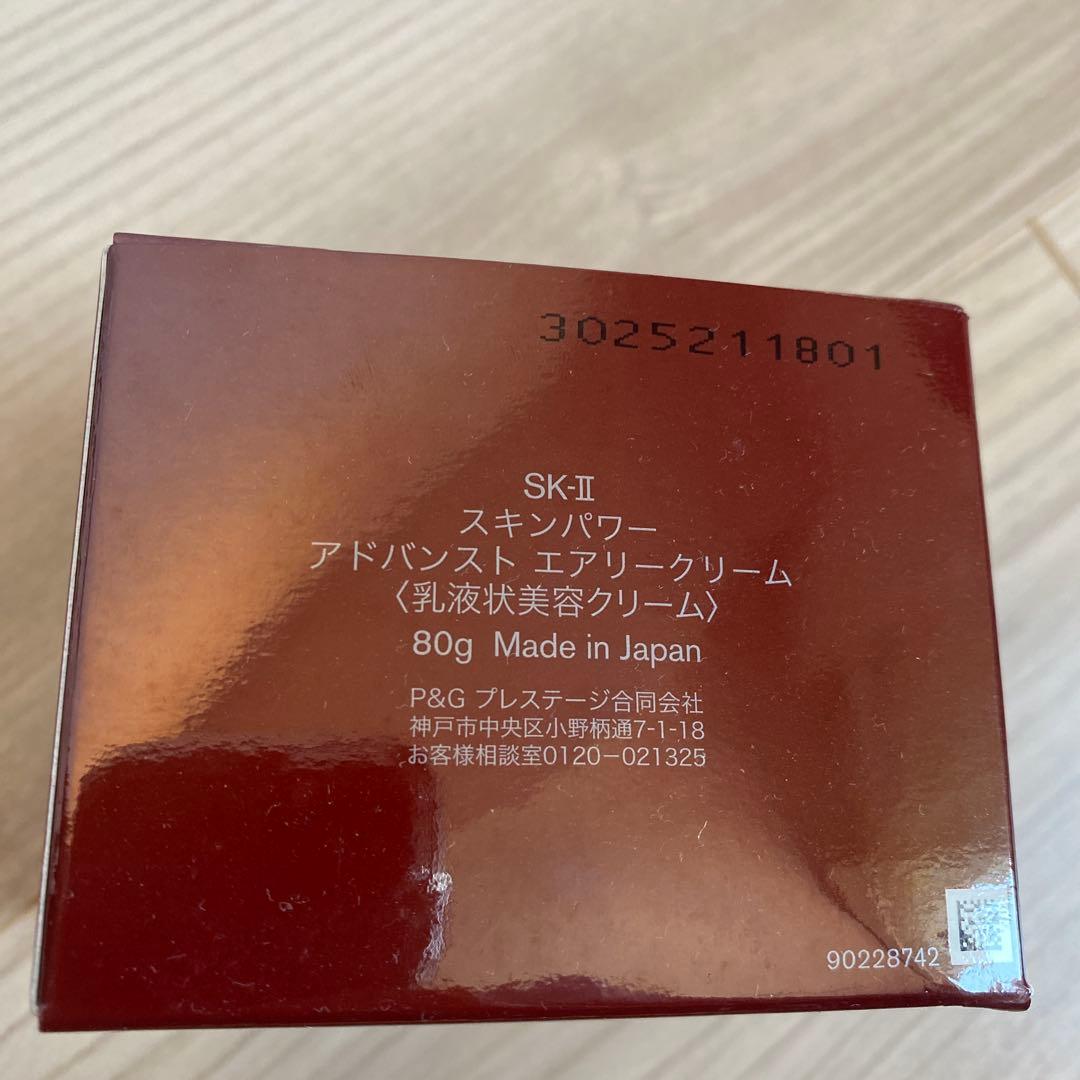 3025211801
SK-Ⅱ
スキンパワー
アドバンスト エアリークリーム
〈乳液状美容クリーム〉
80g Made in Japan
P&G プレステージ合同会社
神戸市中央区小野柄通7-1-18
お客様相談室0120-021325
90228742